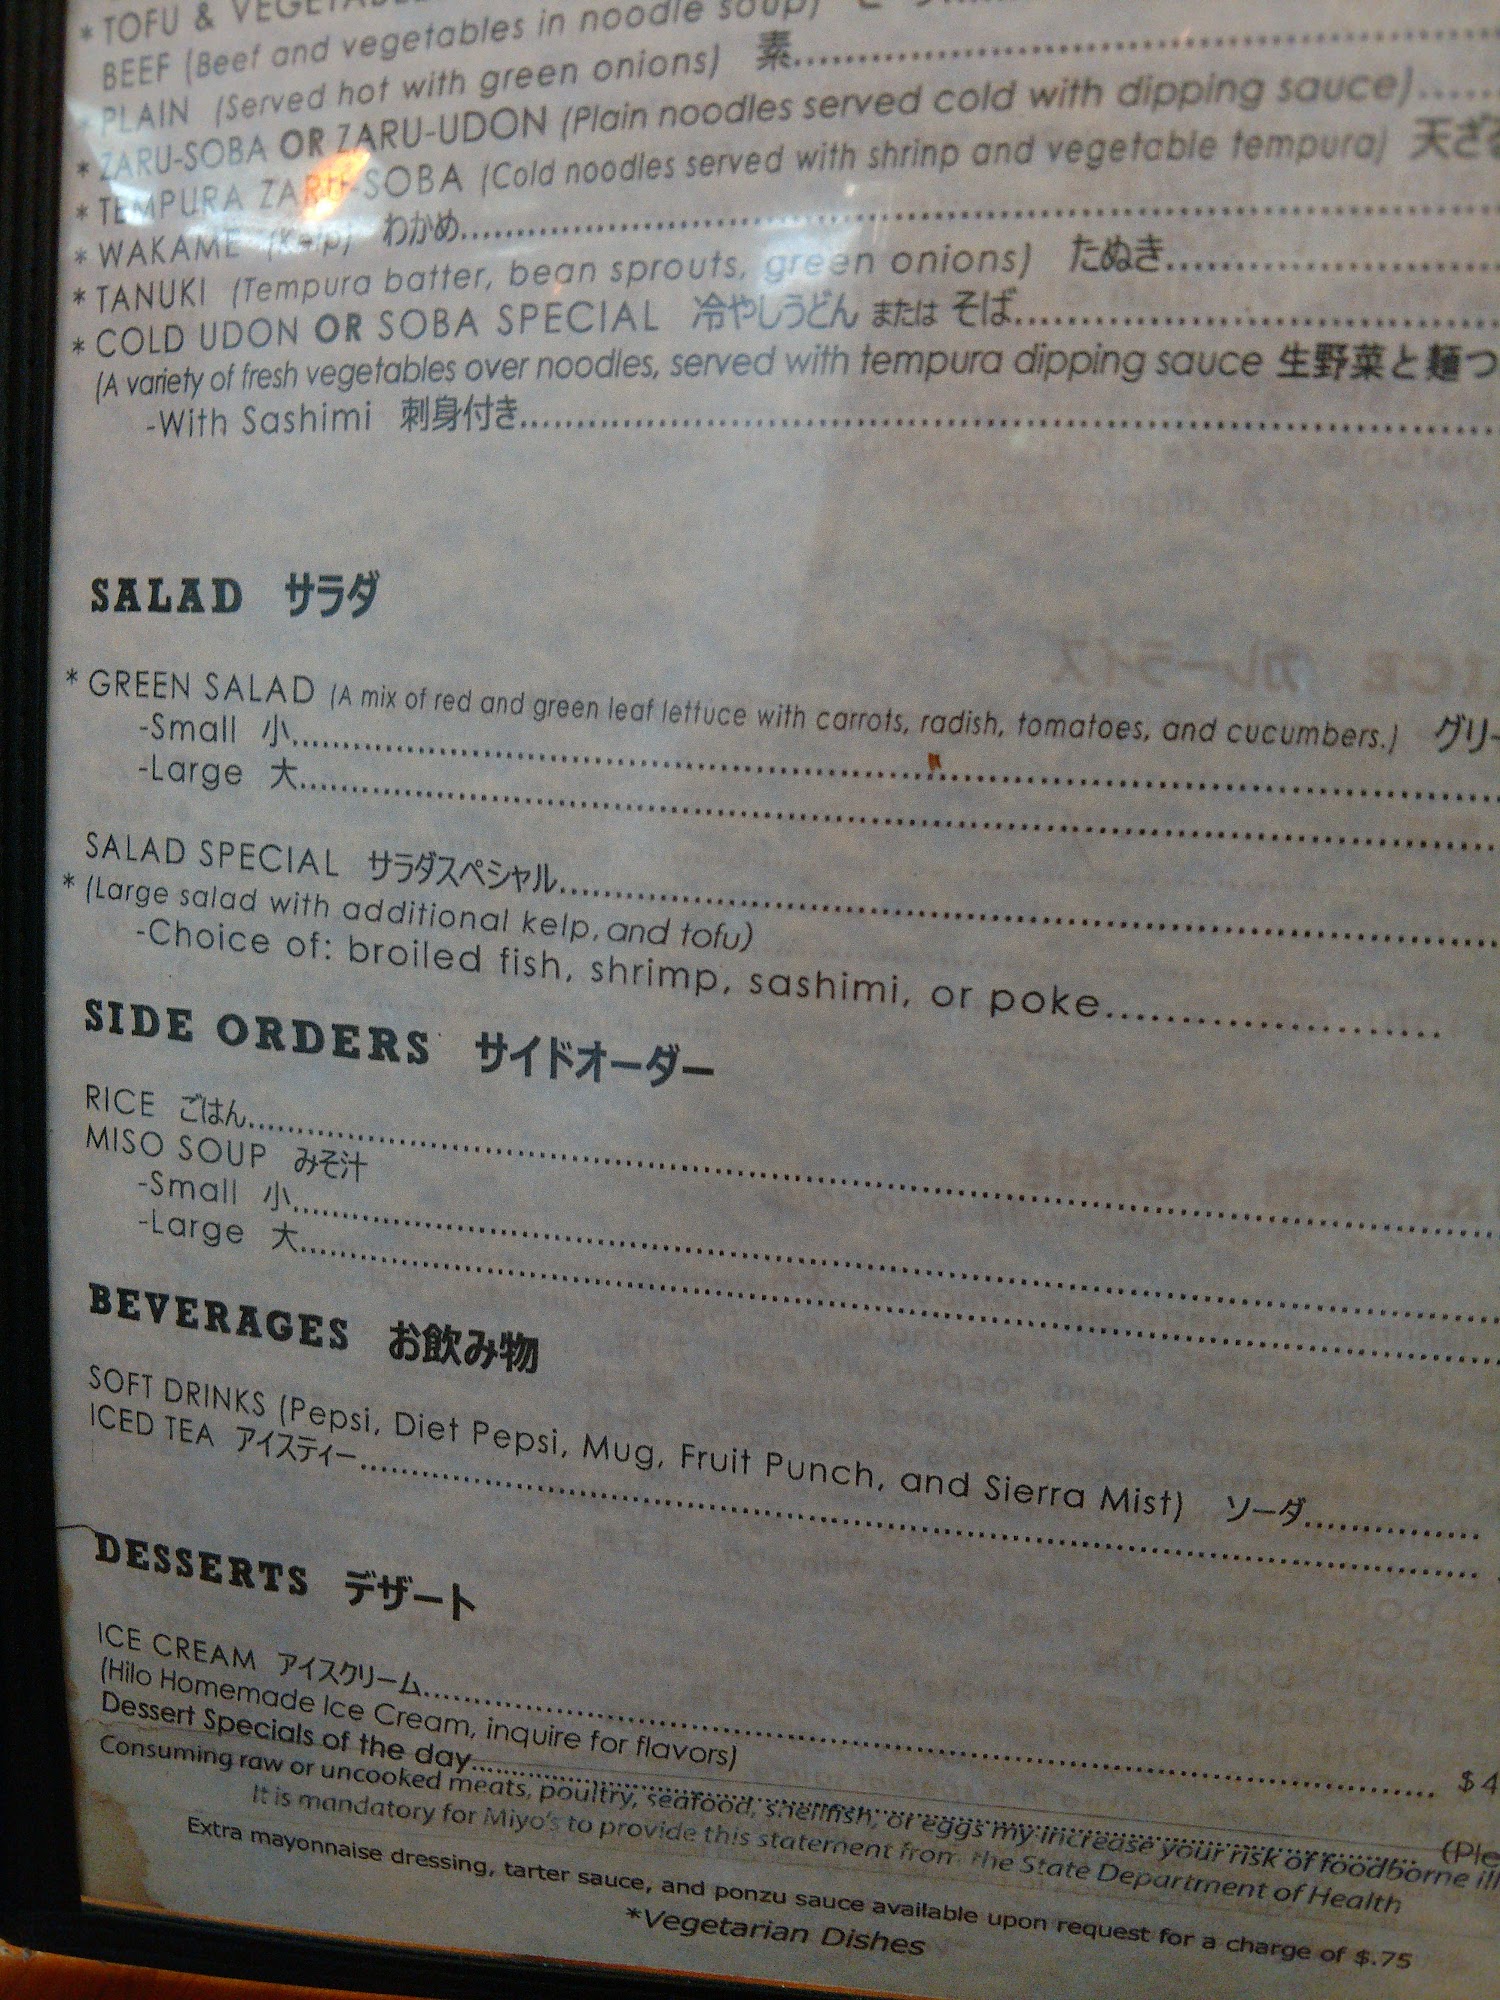 * TOFU & VEGETABLE
BEEF (Beef and vegetables in noodle soup)
* PLAIN (Served hot with green onions) 素
* ZARU-SOBA OR ZARU-UDON (Plain noodles served cold with dipping sauce)
* TEMPURA ZARU-SOBA (Cold noodles served with shrinp and vegetable tempura) 天ざる
* WAKAME (Kelp) わかめ
* TANUKI (Tempura batter, bean sprouts, green onions) たぬき
* COLD UDON OR SOBA SPECIAL 冷やしうどん または そば
(A variety of fresh vegetables over noodles, served with tempura dipping sauce 生野菜と麺つ
-With Sashimi 刺身付き
SALAD サラダ
* GREEN SALAD (A mix of red and green leaf lettuce with carrots, radish, tomatoes, and cucumbers.) グリー
-Small 小
-Large 大
SALAD SPECIAL サラダスペシャル
* (Large salad with additional kelp, and tofu)
-Choice of: broiled fish, shrimp, sashimi, or poke
SIDE ORDERS サイドオーダー
RICE ごはん
MISO SOUP みそ汁
-Small 小
-Large 大
BEVERAGES お飲み物
SOFT DRINKS (Pepsi, Diet Pepsi, Mug, Fruit Punch, and Sierra Mist) ソーダ
ICED TEA アイスティー
DESSERTS デザート
ICE CREAM アイスクリーム $4
(Hilo Homemade Ice Cream, inquire for flavors)
Dessert Specials of the day (Ple
Consuming raw or uncooked meats, poultry, seafood, shellfish, or eggs my increase your risk of foodborne ill
It is mandatory for Miyo's to provide this statement from the State Department of Health
Extra mayonnaise dressing, tarter sauce, and ponzu sauce available upon request for a charge of $.75
*Vegetarian Dishes